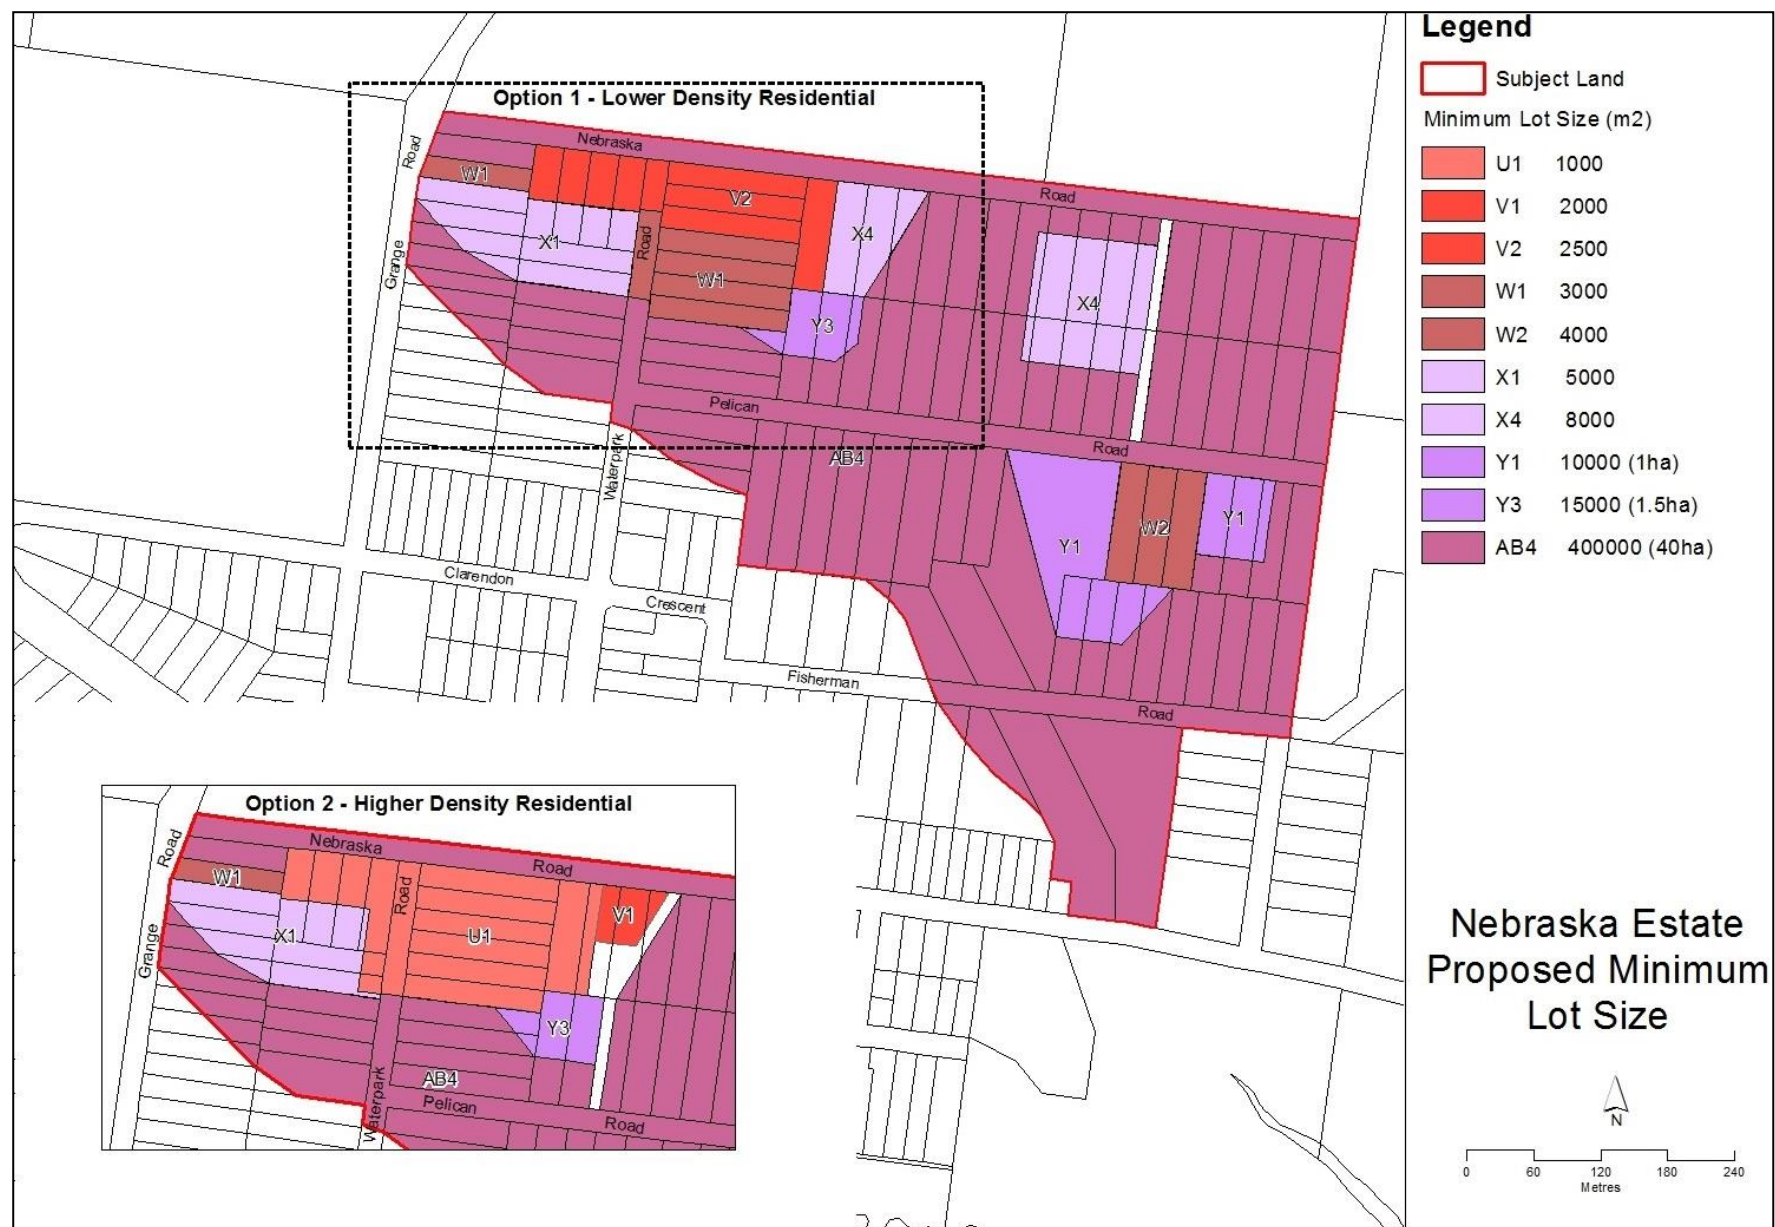 Option 1 - Lower Density Residential
Nebraska
Road
Road
W1
V2
X4
X1
Road
Grange
W1
X4
Y3
Pelican
Road
Waterpark
AB4
Y1
W2
Y1
Clarendon
Crescent
Fisherman
Road
Option 2 - Higher Density Residential
Road
Nebraska
Road
W1
Road
V1
Grange
X1
U1
Y3
AB4
Waterpark
Pelican
Road
Legend
Subject Land
Minimum Lot Size (m2)
U1 1000
V1 2000
V2 2500
W1 3000
W2 4000
X1 5000
X4 8000
Y1 10000 (1ha)
Y3 15000 (1.5ha)
AB4 400000 (40ha)
Nebraska Estate
Proposed Minimum
Lot Size
N
0 60 120 180 240
Metres